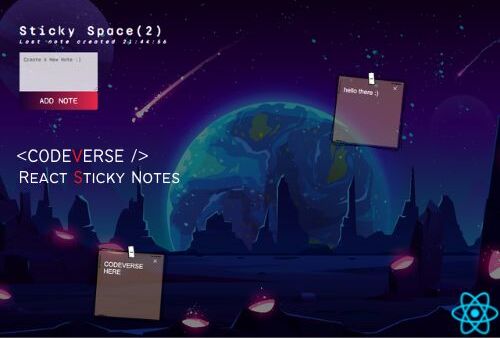 Sticky Space(2)
Last note created 21:44:56
Create a New Note :)
ADD NOTE
hello there :)
×
<CODEVERSE />
REACT STICKY NOTES
CODEVERSE
HERE
×